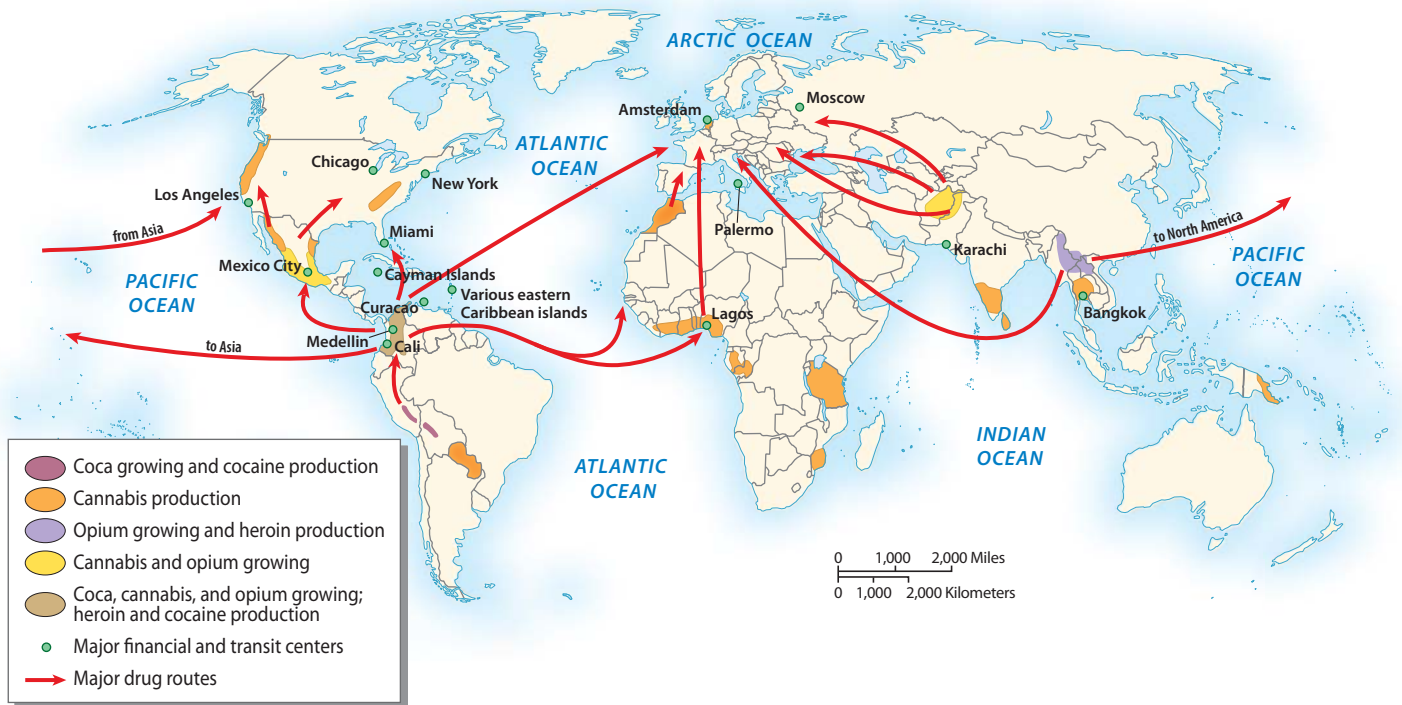 ARCTIC OCEAN
Moscow
Amsterdam
ATLANTIC
OCEAN
Chicago
New York
Los Angeles
from Asia
Palermo
Miami
Karachi
to North America
Mexico City
Cayman Islands
PACIFIC
OCEAN
PACIFIC
OCEAN
Various eastern
Caribbean islands
Curacao
Lagos
Bangkok
Medellin
Cali
to Asia
INDIAN
OCEAN
ATLANTIC
OCEAN
Coca growing and cocaine production
Cannabis production
Opium growing and heroin production
Cannabis and opium growing
Coca, cannabis, and opium growing;
heroin and cocaine production
Major financial and transit centers
Major drug routes
0 1,000 2,000 Miles
0 1,000 2,000 Kilometers